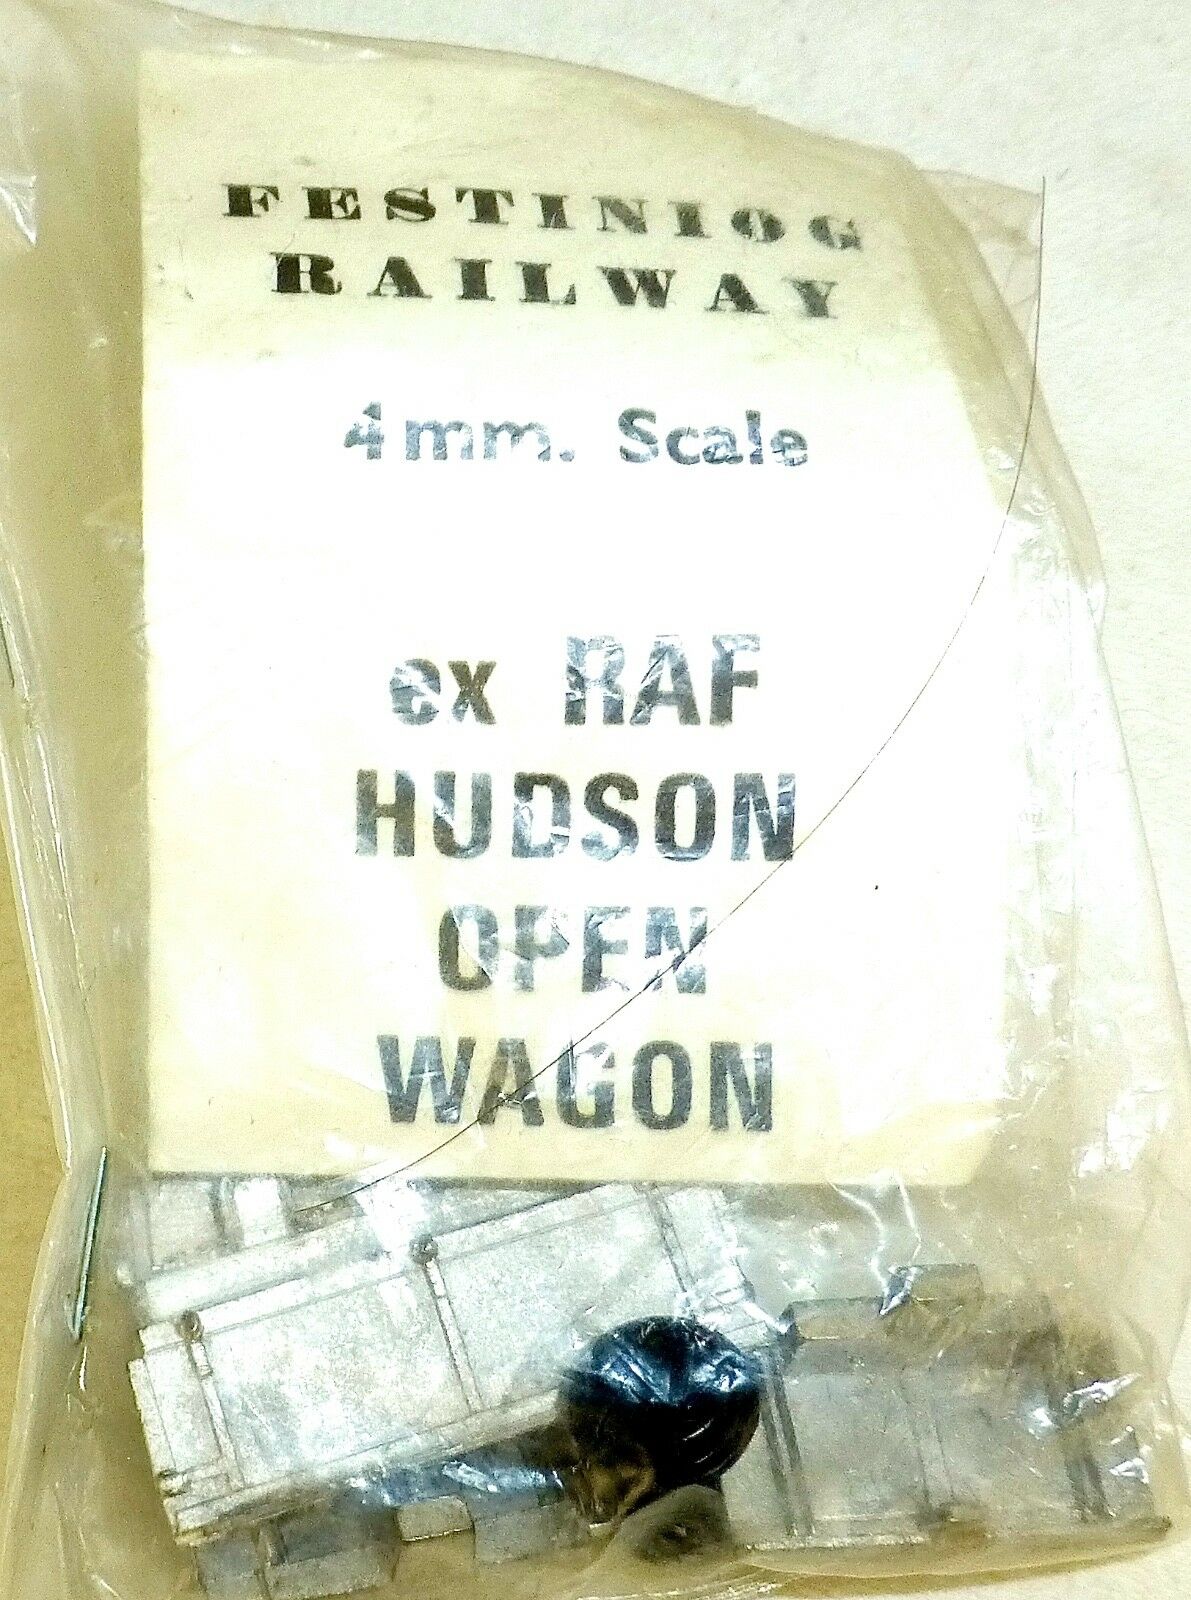 FESTINIOG
RAILWAY
4mm. Scale
ex RAF
HUDSON
OPEN
WAGON